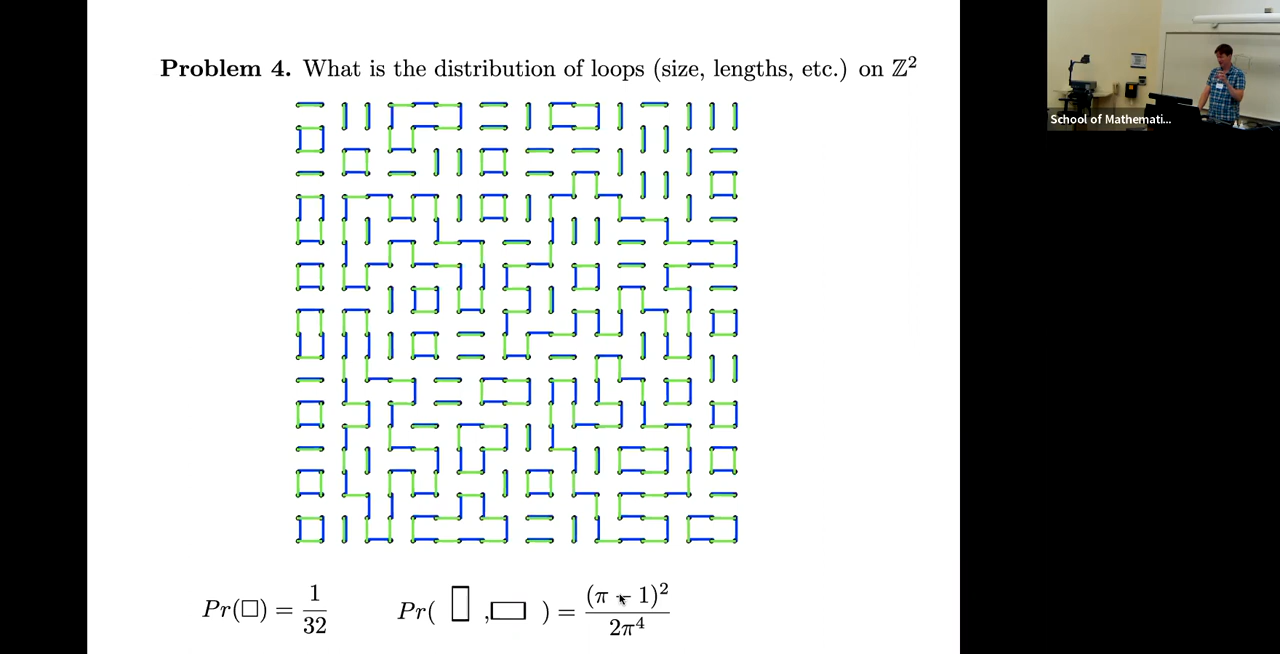 Problem 4. What is the distribution of loops (size, lengths, etc.) on ℤ²
School of Mathemati...
Pr(□) = 1/32
Pr( ▯ ,▭ ) = (π − 1)²/2π⁴